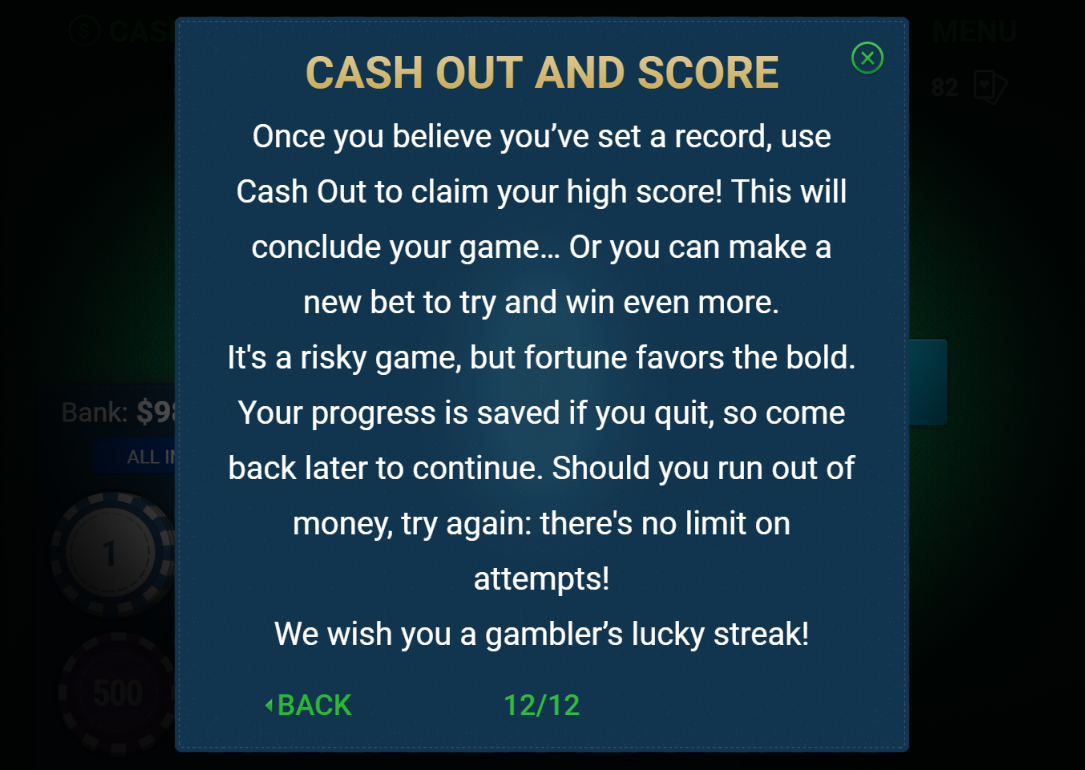 CASH OUT AND SCORE
MENU
82
Once you believe you’ve set a record, use
Cash Out to claim your high score! This will
conclude your game… Or you can make a
new bet to try and win even more.
It's a risky game, but fortune favors the bold.
Your progress is saved if you quit, so come
back later to continue. Should you run out of
money, try again: there's no limit on
attempts!
We wish you a gambler’s lucky streak!
Bank:
ALL
1
500
BACK
12/12